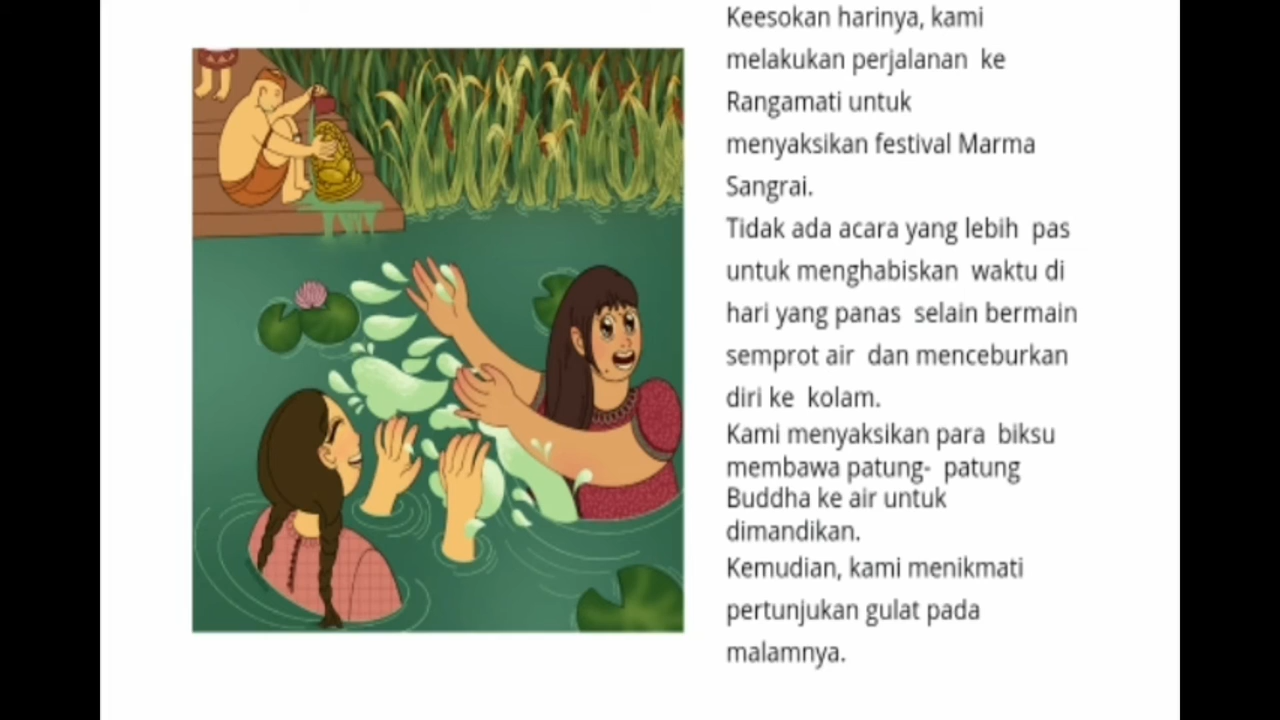 Keesokan harinya, kami
melakukan perjalanan ke
Rangamati untuk
menyaksikan festival Marma
Sangrai.
Tidak ada acara yang lebih pas
untuk menghabiskan waktu di
hari yang panas selain bermain
semprot air dan menceburkan
diri ke kolam.
Kami menyaksikan para biksu
membawa patung- patung
Buddha ke air untuk
dimandikan.
Kemudian, kami menikmati
pertunjukan gulat pada
malamnya.